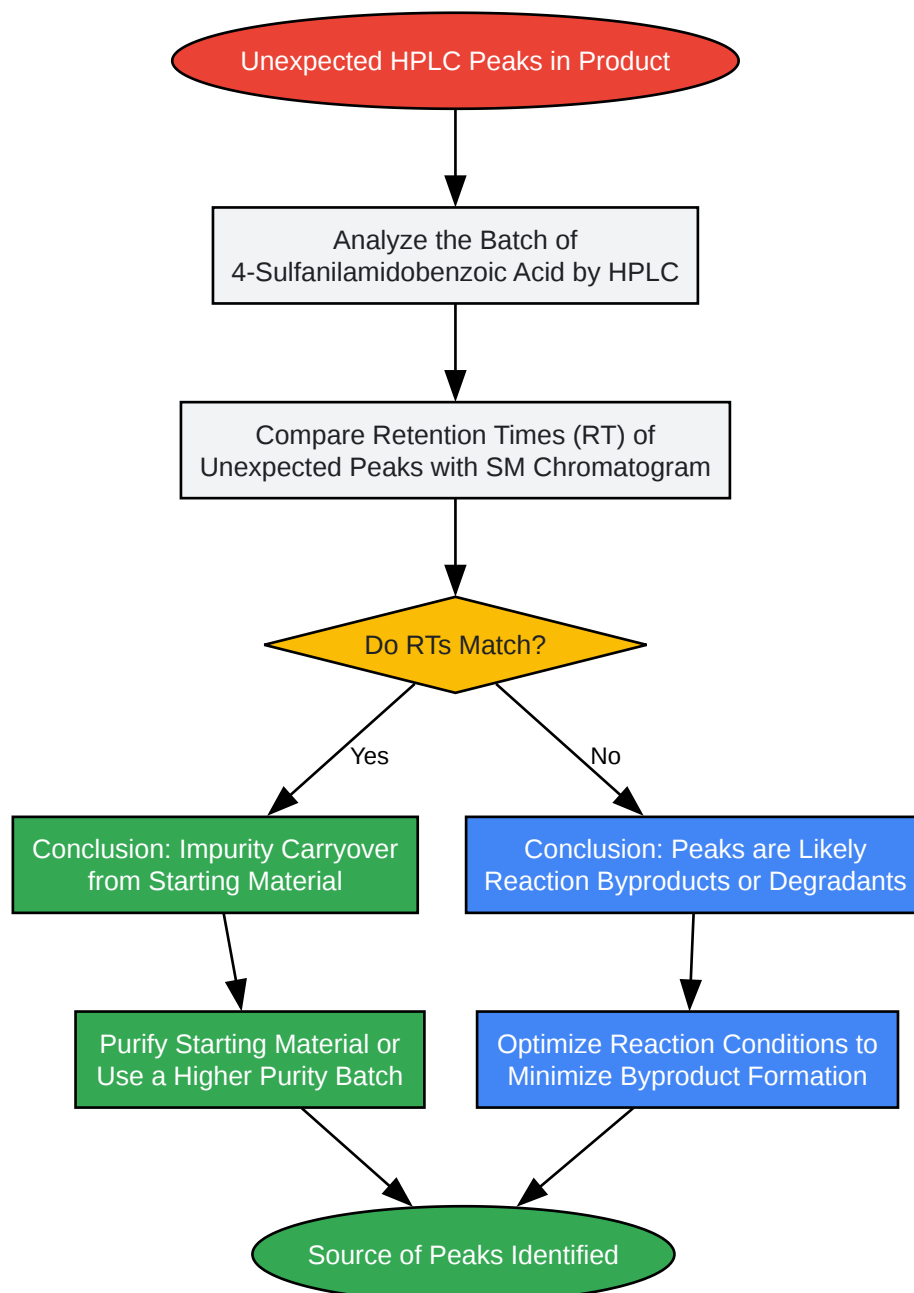 Unexpected HPLC Peaks in Product
Analyze the Batch of
4-Sulfanilamidobenzoic Acid by HPLC
Compare Retention Times (RT) of
Unexpected Peaks with SM Chromatogram
Do RTs Match?
Yes
No
Conclusion: Impurity Carryover
from Starting Material
Conclusion: Peaks are Likely
Reaction Byproducts or Degradants
Purify Starting Material or
Use a Higher Purity Batch
Optimize Reaction Conditions to
Minimize Byproduct Formation
Source of Peaks Identified